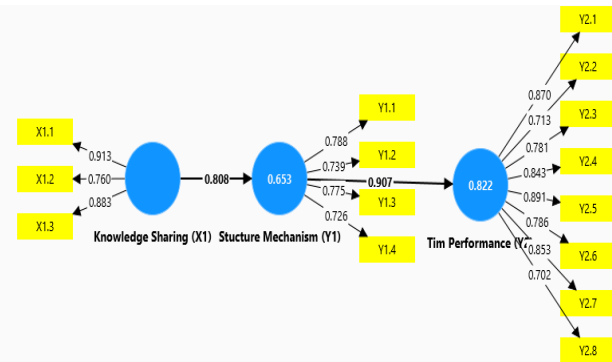 X1.1
X1.2
X1.3
0.913
0.760
0.883
Knowledge Sharing (X1)
0.808
0.653
Stucture Mechanism (Y1)
0.788
0.739
0.775
0.726
Y1.1
Y1.2
Y1.3
Y1.4
0.907
0.822
Tim Performance (Y
0.870
0.713
0.781
0.843
0.891
0.786
0.853
0.702
Y2.1
Y2.2
Y2.3
Y2.4
Y2.5
Y2.6
Y2.7
Y2.8